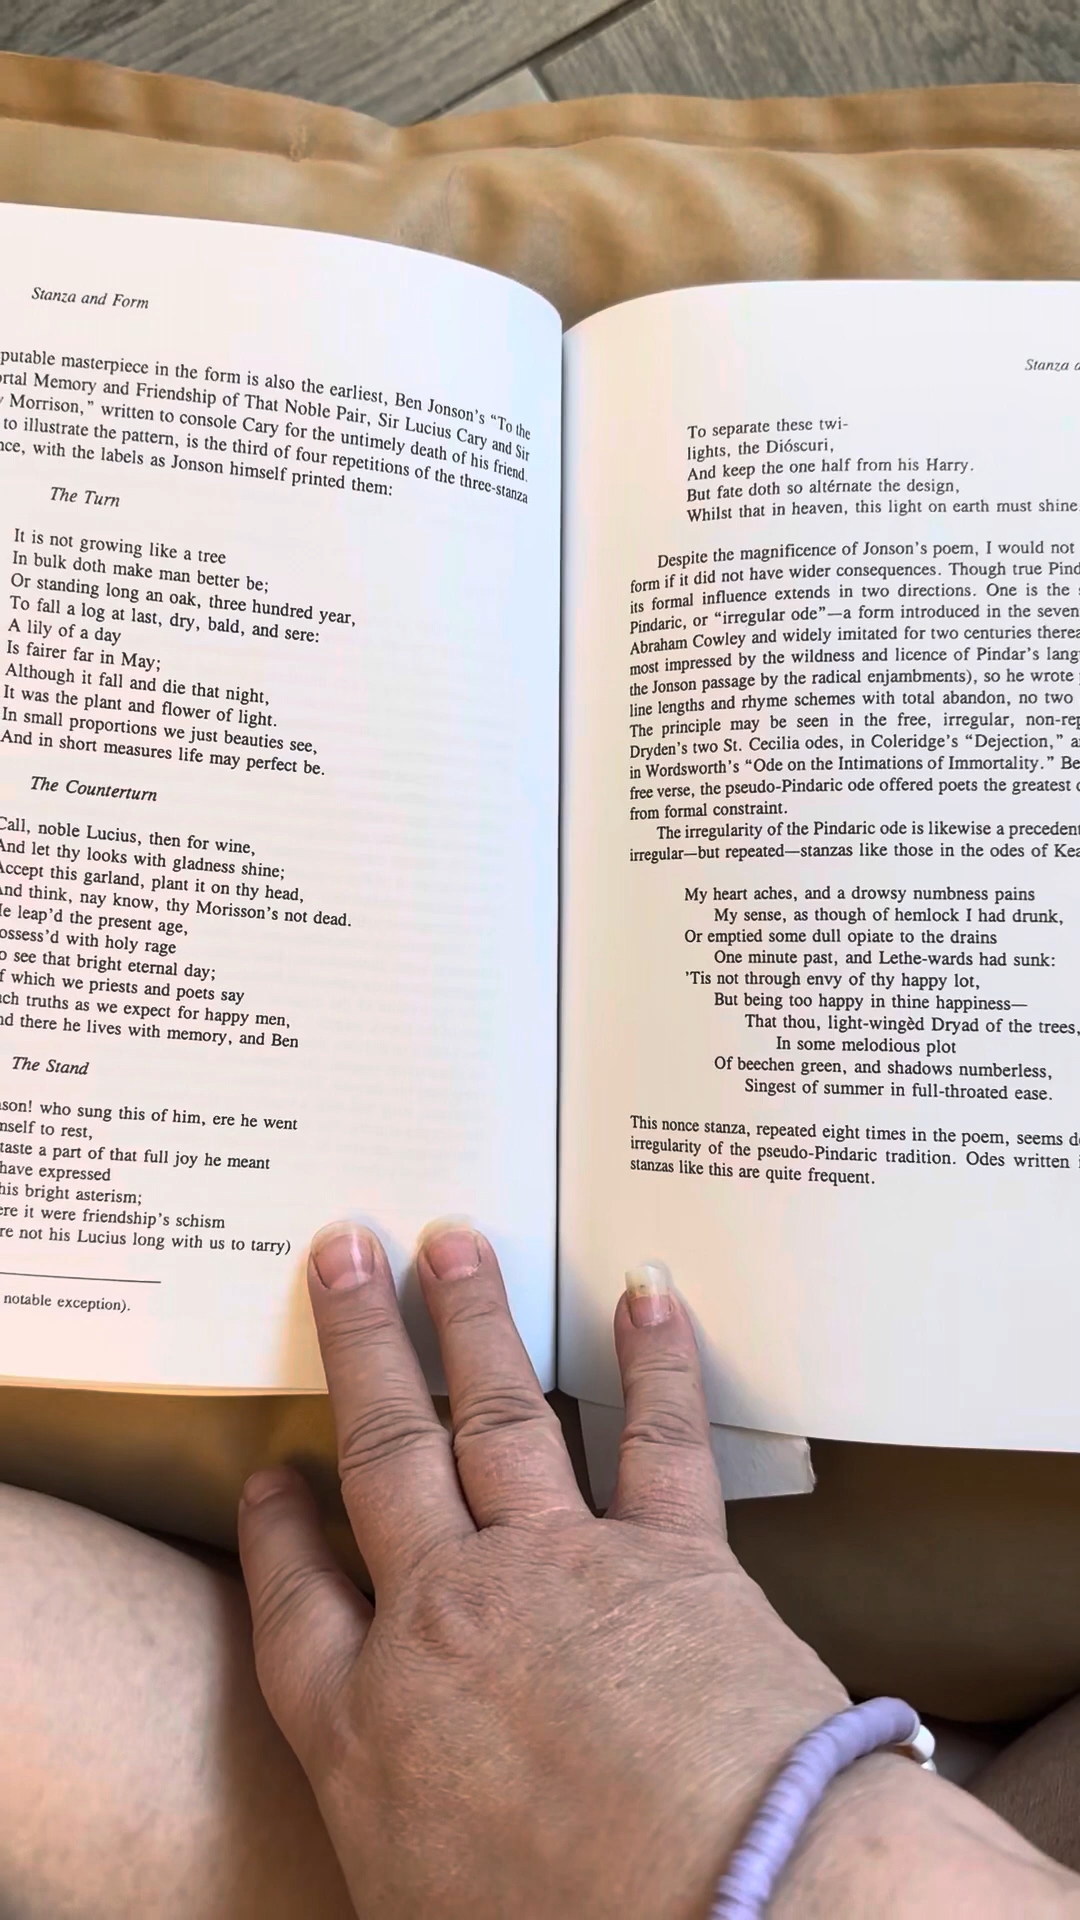 Stanza and Form
putable masterpiece in the form is also the earliest, Ben Jonson's "To the
ortal Memory and Friendship of That Noble Pair, Sir Lucius Cary and Sir
Morrison," written to console Cary for the untimely death of his friend.
to illustrate the pattern, is the third of four repetitions of the three-stanza
nce, with the labels as Jonson himself printed them:
The Turn
It is not growing like a tree
In bulk doth make man better be;
Or standing long an oak, three hundred year,
To fall a log at last, dry, bald, and sere:
A lily of a day
Is fairer far in May;
Although it fall and die that night,
It was the plant and flower of light.
In small proportions we just beauties see,
And in short measures life may perfect be.
The Counterturn
Call, noble Lucius, then for wine,
And let thy looks with gladness shine;
Accept this garland, plant it on thy head,
And think, nay know, thy Morisson's not dead.
He leap'd the present age,
ossess'd with holy rage
o see that bright eternal day;
f which we priests and poets say
uch truths as we expect for happy men,
nd there he lives with memory, and Ben
The Stand
nson! who sung this of him, ere he went
mself to rest,
taste a part of that full joy he meant
have expressed
his bright asterism;
ere it were friendship's schism
re not his Lucius long with us to tarry)
notable exception).
Stanza a
To separate these twi-
lights, the Dióscuri,
And keep the one half from his Harry.
But fate doth so altérnate the design,
Whilst that in heaven, this light on earth must shine
Despite the magnificence of Jonson's poem, I would not
form if it did not have wider consequences. Though true Pind
its formal influence extends in two directions. One is the
Pindaric, or "irregular ode"—a form introduced in the seven
Abraham Cowley and widely imitated for two centuries therea
most impressed by the wildness and licence of Pindar's lang
the Jonson passage by the radical enjambments), so he wrote
line lengths and rhyme schemes with total abandon, no two
The principle may be seen in the free, irregular, non-rep
Dryden's two St. Cecilia odes, in Coleridge's "Dejection," a
in Wordsworth's "Ode on the Intimations of Immortality." Be
free verse, the pseudo-Pindaric ode offered poets the greatest
from formal constraint.
The irregularity of the Pindaric ode is likewise a precedent
irregular—but repeated—stanzas like those in the odes of Kea
My heart aches, and a drowsy numbness pains
My sense, as though of hemlock I had drunk,
Or emptied some dull opiate to the drains
One minute past, and Lethe-wards had sunk:
'Tis not through envy of thy happy lot,
But being too happy in thine happiness—
That thou, light-wingèd Dryad of the trees,
In some melodious plot
Of beechen green, and shadows numberless,
Singest of summer in full-throated ease.
This nonce stanza, repeated eight times in the poem, seems de
irregularity of the pseudo-Pindaric tradition. Odes written
stanzas like this are quite frequent.